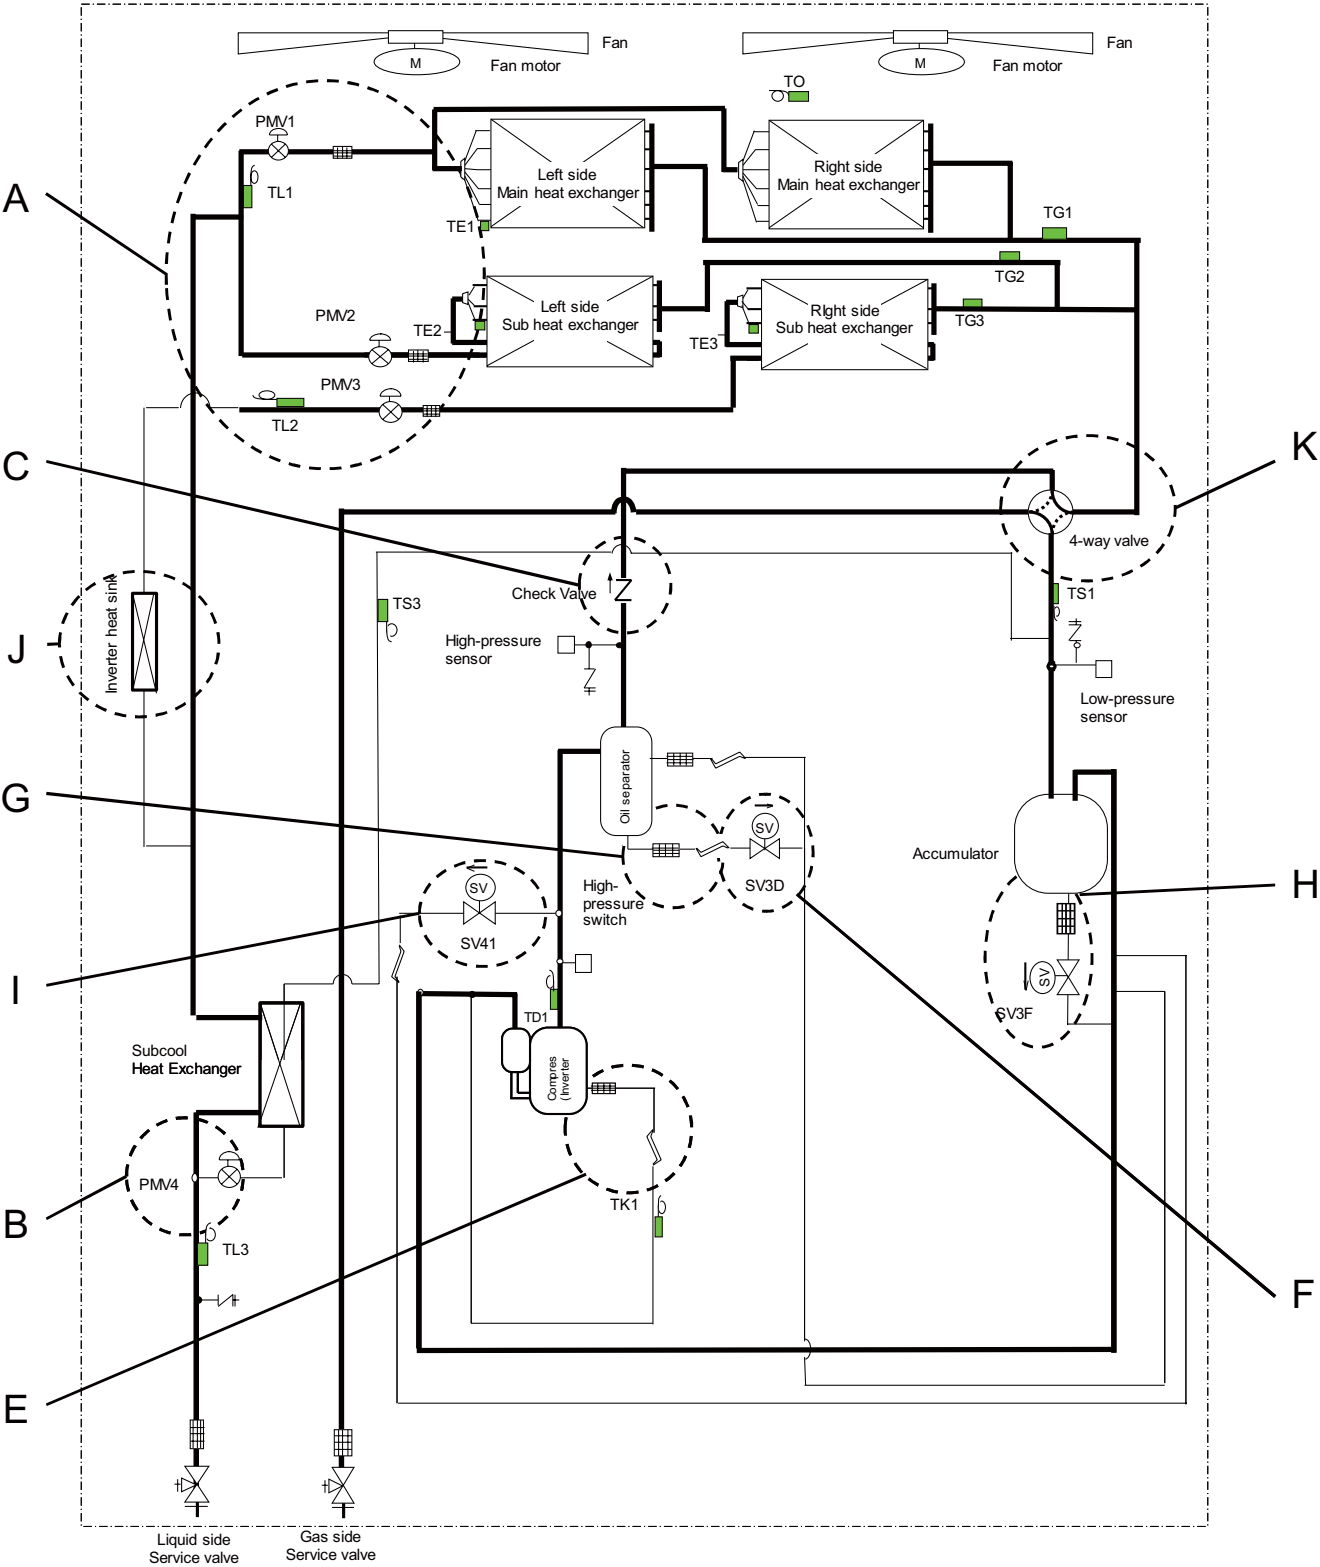 Fan
Fan
M
Fan motor
M
Fan motor
TO
PMV1
Left side
Main heat exchanger
Right side
Main heat exchanger
A
TL1
TE1
TG1
TG2
Left side
Sub heat exchanger
RIght side
Sub heat exchanger
PMV2
TE2
TE3
TG3
PMV3
TL2
C
K
4-way valve
Check Valve
TS1
TS3
Inverter heat sink
J
High-pressure
sensor
Low-pressure
sensor
Oil separator
G
SV
SV3D
Accumulator
High-
pressure
switch
H
SV
SV41
I
SV
SV3F
TD1
Subcool
Heat Exchanger
Compres
(Inverter
PMV4
TK1
B
TL3
F
E
Liquid side
Service valve
Gas side
Service valve